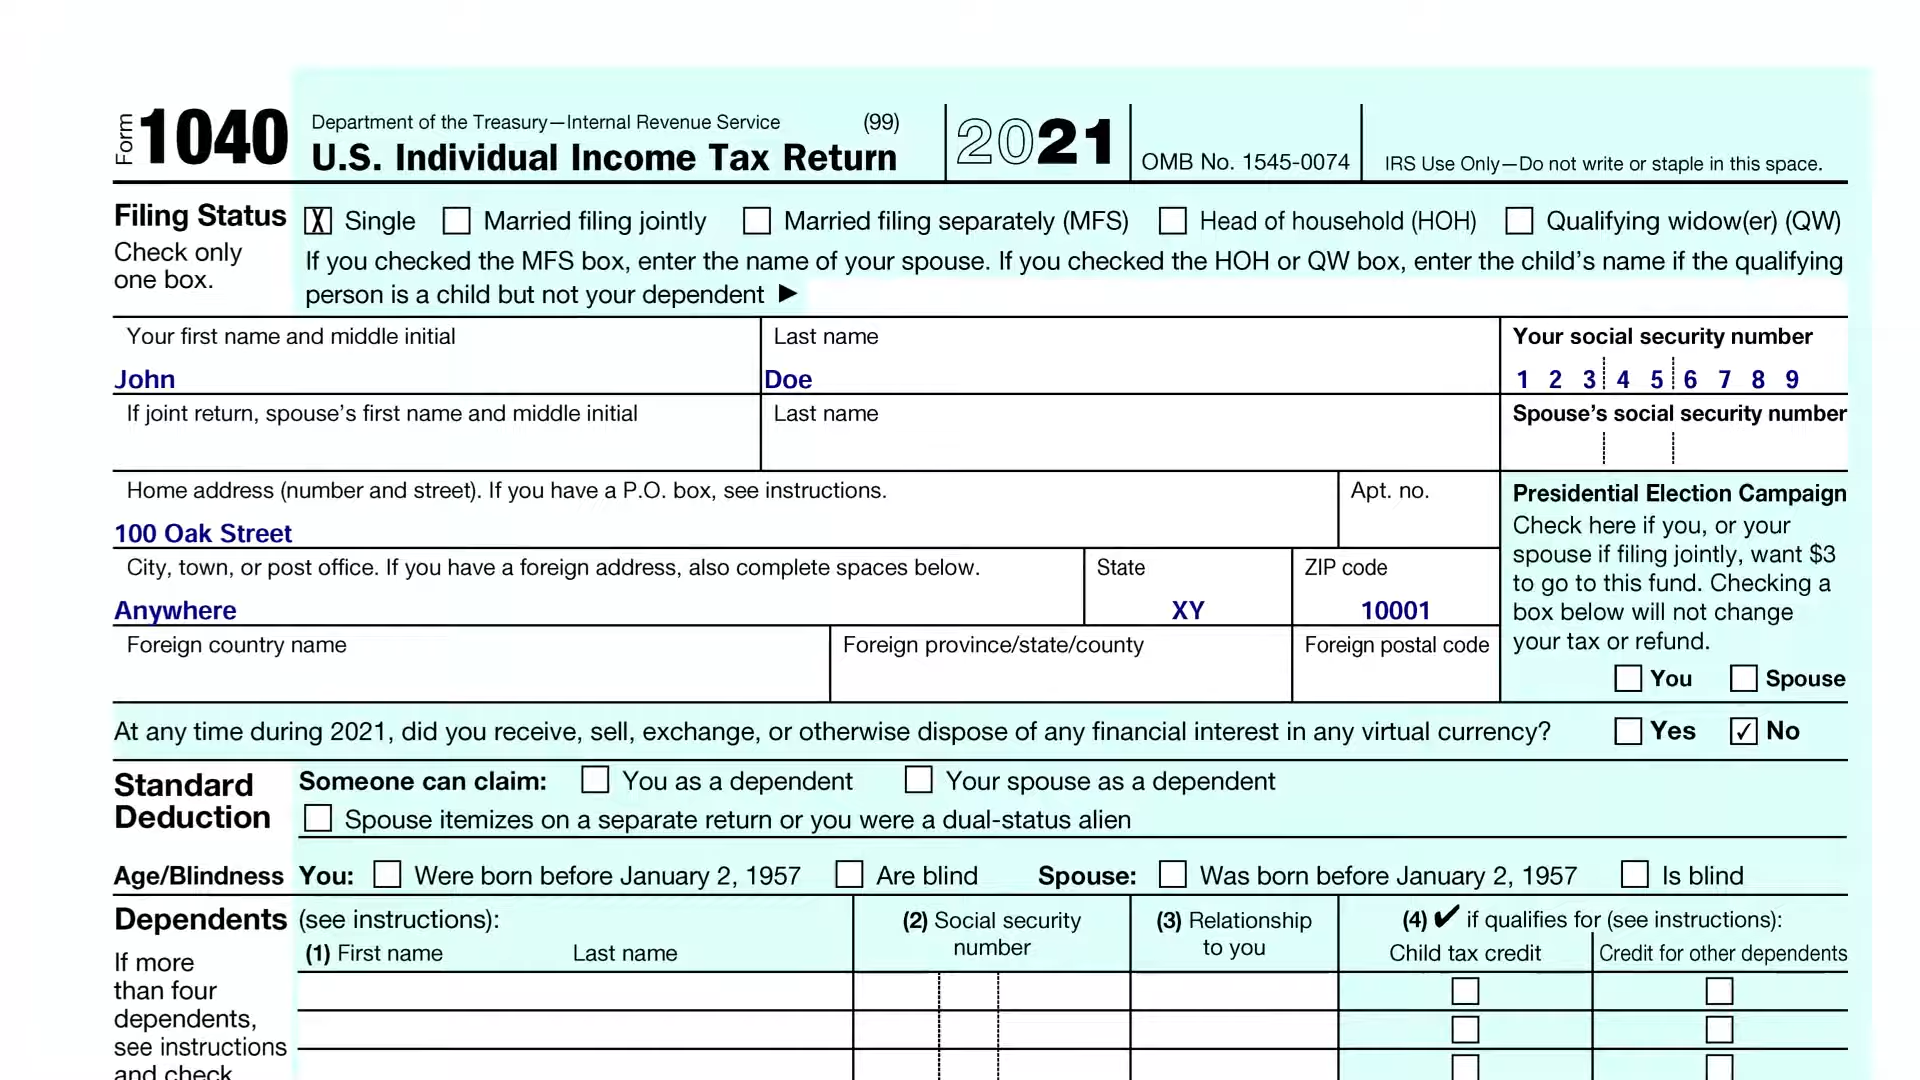 Form 1040 Department of the Treasury—Internal Revenue Service (99) U.S. Individual Income Tax Return 2021 OMB No. 1545-0074 IRS Use Only—Do not write or staple in this space.
Filing Status X Single Married filing jointly Married filing separately (MFS) Head of household (HOH) Qualifying widow(er) (QW)
Check only
one box.
If you checked the MFS box, enter the name of your spouse. If you checked the HOH or QW box, enter the child’s name if the qualifying
person is a child but not your dependent ▶
Your first name and middle initial Last name Your social security number
John Doe 1 2 3 4 5 6 7 8 9
If joint return, spouse’s first name and middle initial Last name Spouse’s social security number
Home address (number and street). If you have a P.O. box, see instructions. Apt. no.
100 Oak Street
City, town, or post office. If you have a foreign address, also complete spaces below. State ZIP code
Anywhere XY 10001
Foreign country name Foreign province/state/county Foreign postal code
Presidential Election Campaign
Check here if you, or your
spouse if filing jointly, want $3
to go to this fund. Checking a
box below will not change
your tax or refund.
You Spouse
At any time during 2021, did you receive, sell, exchange, or otherwise dispose of any financial interest in any virtual currency? Yes ✓ No
Standard
Deduction
Someone can claim: You as a dependent Your spouse as a dependent
Spouse itemizes on a separate return or you were a dual-status alien
Age/Blindness You: Were born before January 2, 1957 Are blind Spouse: Was born before January 2, 1957 Is blind
Dependents (see instructions): (2) Social security number (3) Relationship to you (4) ✔ if qualifies for (see instructions):
(1) First name Last name Child tax credit Credit for other dependents
If more
than four
dependents,
see instructions
and check